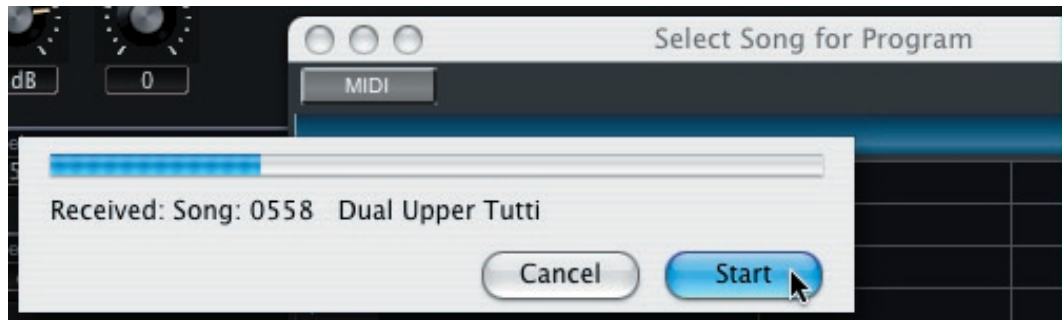 Select Song for Program
dB
0
MIDI
Received: Song: 0558 Dual Upper Tutti
Cancel
Start